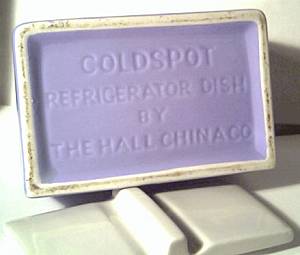 COLDSPOT
REFRIGERATOR DISH
BY
THE HALL CHINA CO